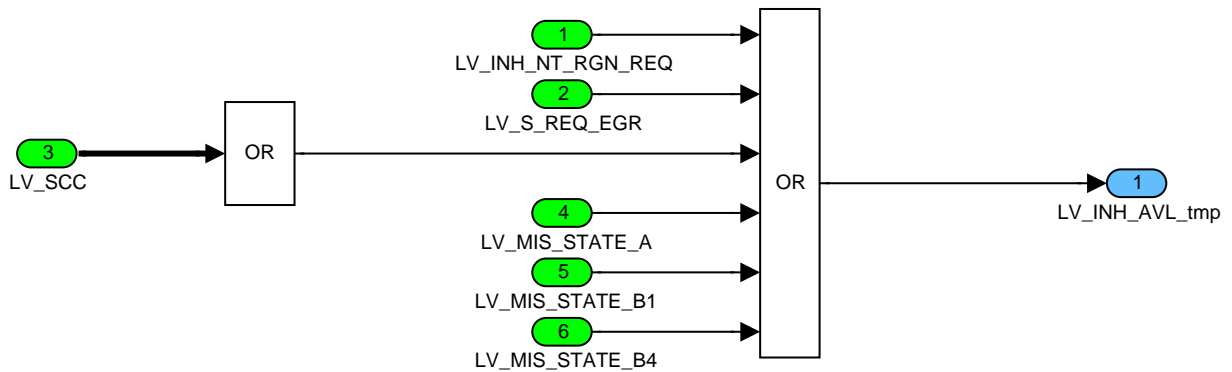 1
LV_INH_NT_RGN_REQ
2
LV_S_REQ_EGR
3
LV_SCC
OR
OR
4
LV_MIS_STATE_A
5
LV_MIS_STATE_B1
6
LV_MIS_STATE_B4
1
LV_INH_AVL_tmp